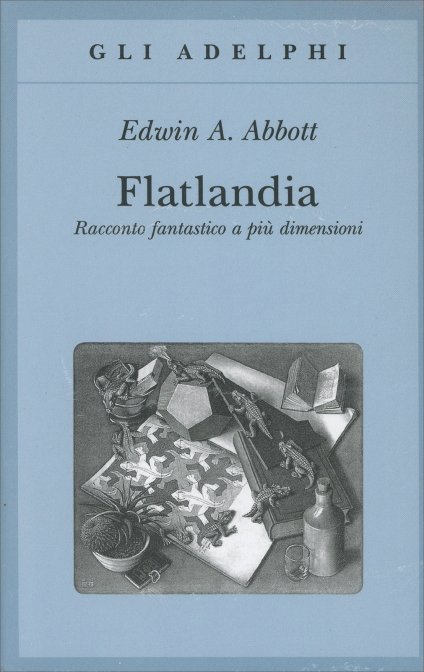 GLI ADELPHI
Edwin A. Abbott
Flatlandia
Racconto fantastico a più dimensioni